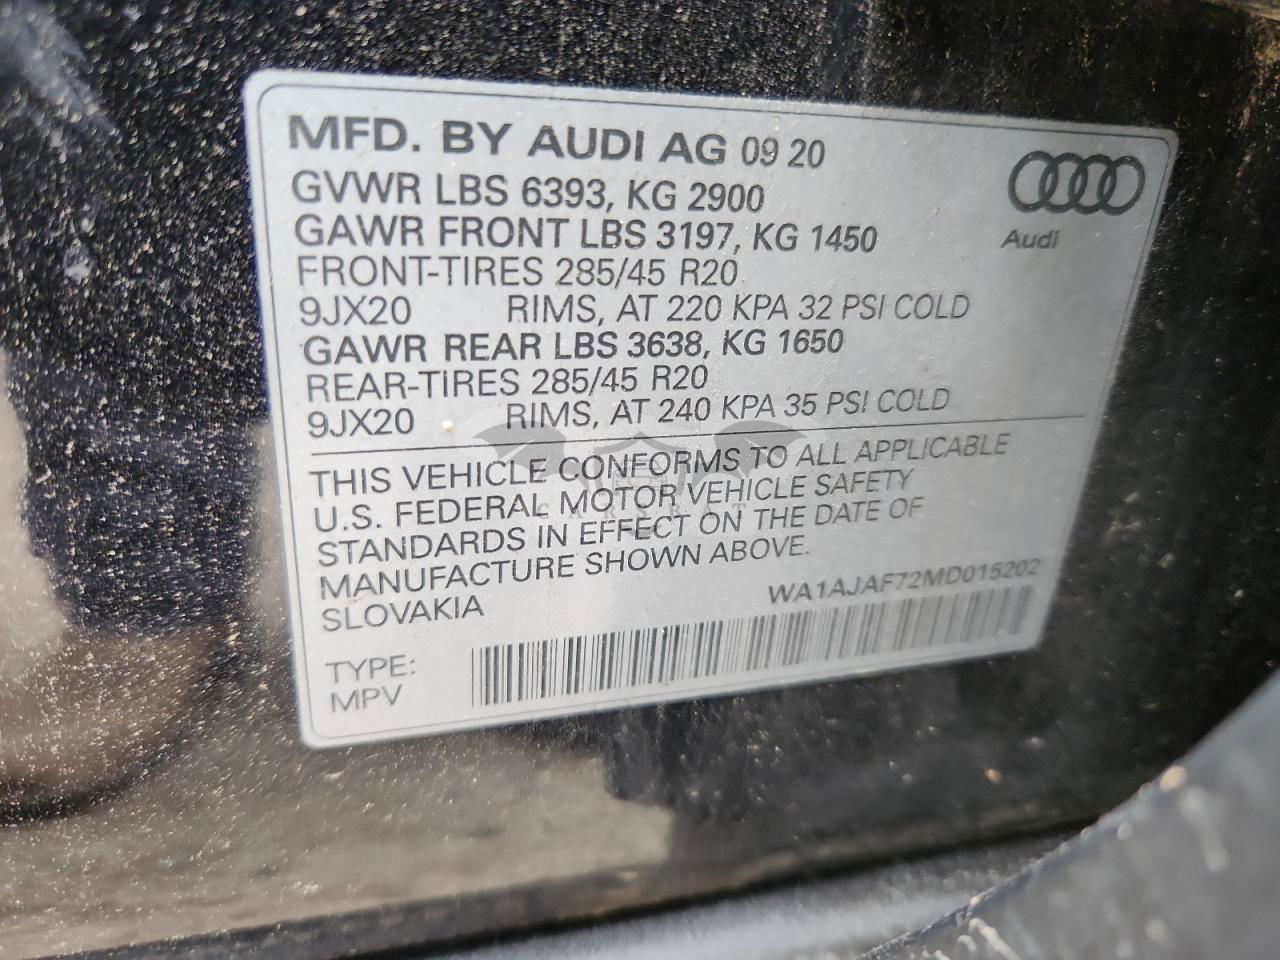 MFD. BY AUDI AG 09 20
GVWR LBS 6393, KG 2900
GAWR FRONT LBS 3197, KG 1450
FRONT-TIRES 285/45 R20
9JX20 RIMS, AT 220 KPA 32 PSI COLD
GAWR REAR LBS 3638, KG 1650
REAR-TIRES 285/45 R20
9JX20 RIMS, AT 240 KPA 35 PSI COLD
Audi
THIS VEHICLE CONFORMS TO ALL APPLICABLE
U.S. FEDERAL MOTOR VEHICLE SAFETY
STANDARDS IN EFFECT ON THE DATE OF
MANUFACTURE SHOWN ABOVE.
SLOVAKIA
WA1AJAF72MD015202
TYPE:
MPV
CARSBAT